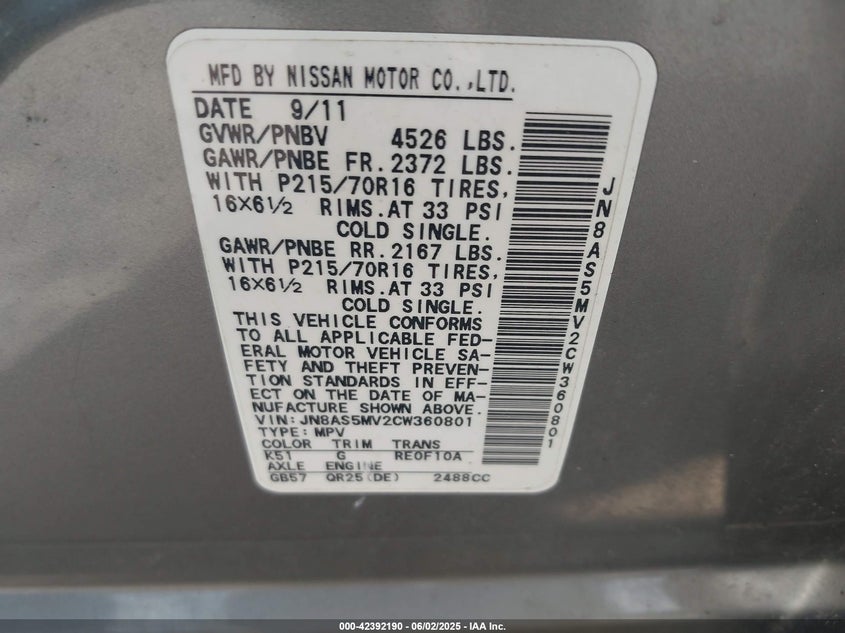 MFD BY NISSAN MOTOR CO.,LTD.
DATE 9/11
GVWR/PNBV 4526 LBS.
GAWR/PNBE FR.2372 LBS.
WITH P215/70R16 TIRES,
16X6½ RIMS.AT 33 PSI
COLD SINGLE.
GAWR/PNBE RR.2167 LBS.
WITH P215/70R16 TIRES,
16X6½ RIMS.AT 33 PSI
COLD SINGLE.
THIS VEHICLE CONFORMS
TO ALL APPLICABLE FED-
ERAL MOTOR VEHICLE SA-
FETY AND THEFT PREVEN-
TION STANDARDS IN EFF-
ECT ON THE DATE OF MA-
NUFACTURE SHOWN ABOVE.
VIN:JN8AS5MV2CW360801
TYPE:MPV
COLOR TRIM TRANS
K51 G RE0F10A
AXLE ENGINE
GB57 QR25(DE) 2488CC
JN8AS5MV2CW360801
000-42392190 - 06/02/2025 - IAA Inc.